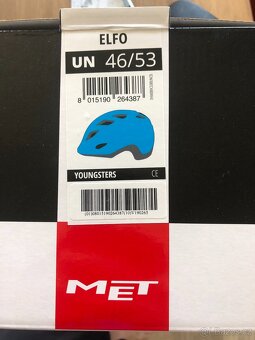 ELFO
UN 46/53
8 015190 264387
YOUNGSTERS CE
MET